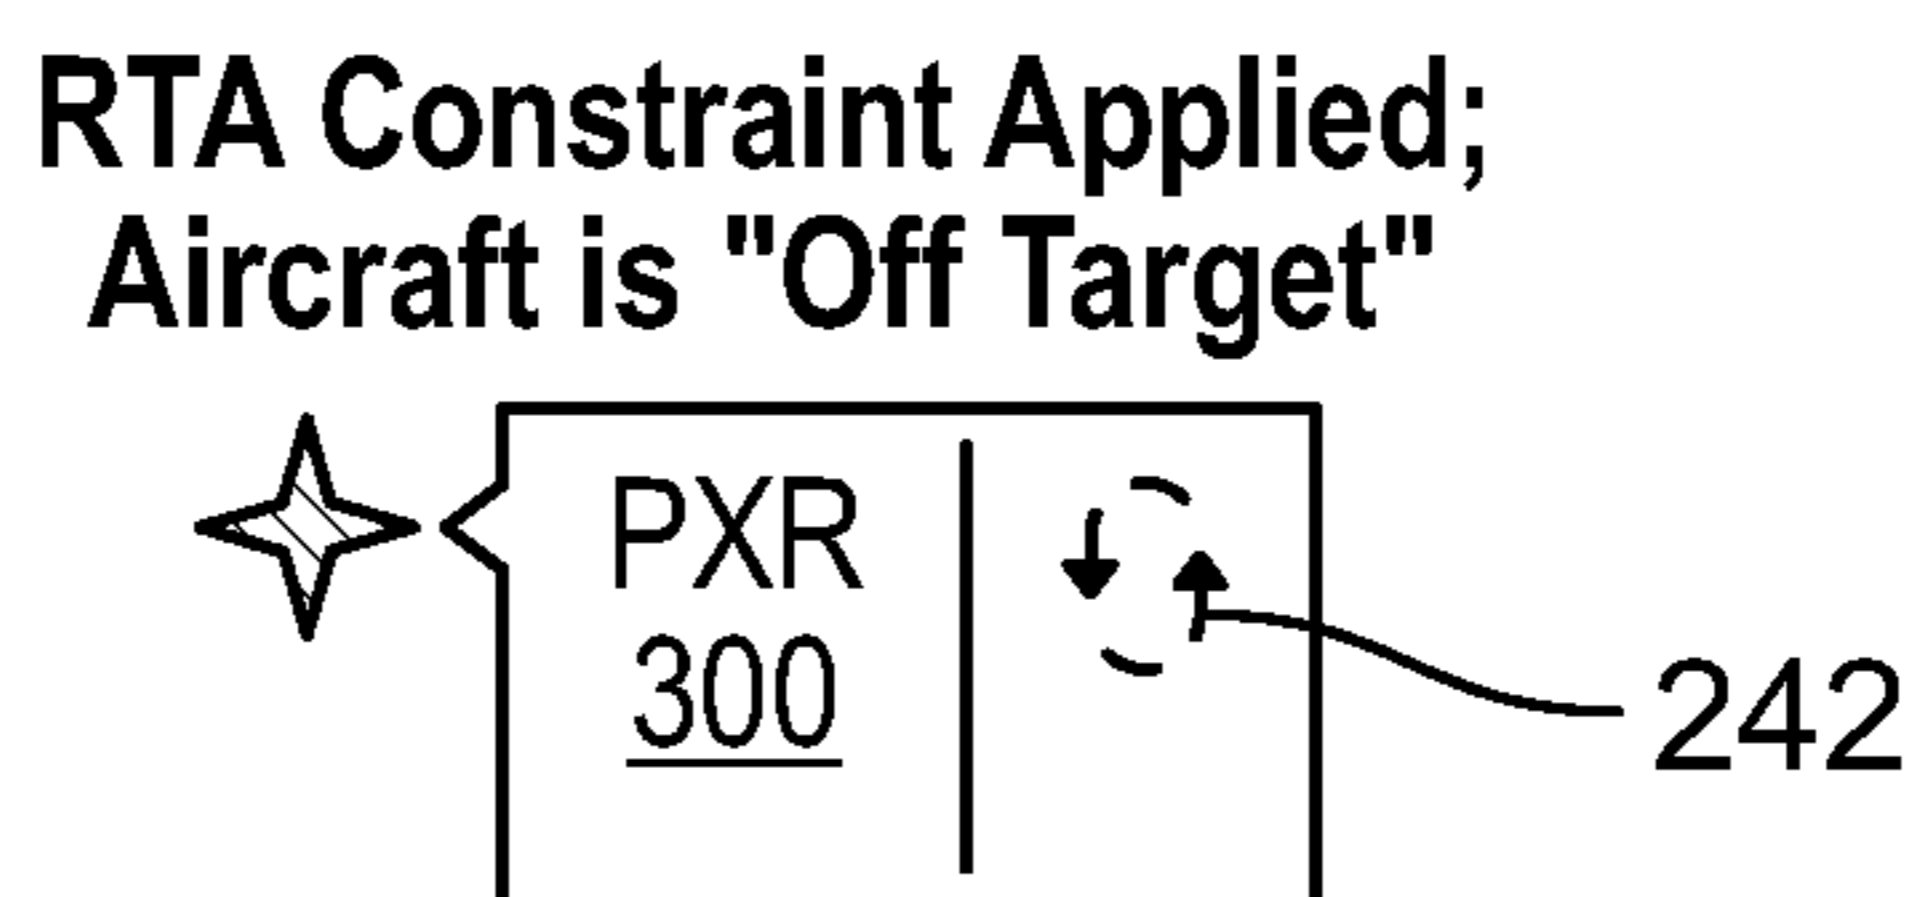 RTA Constraint Applied;
Aircraft is "Off Target"
PXR
300
242